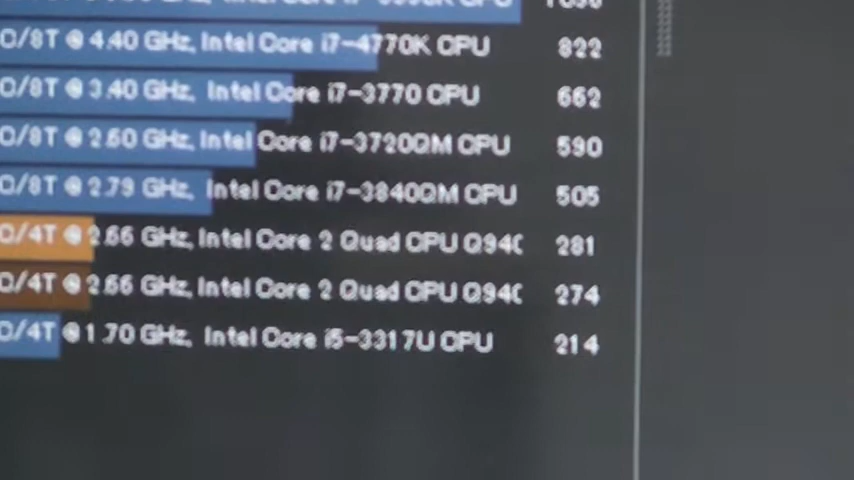 C/8T @ 4.40 GHz, Intel Core i7-4770K CPU 822
C/8T @ 3.40 GHz, Intel Core i7-3770 CPU 662
C/8T @ 2.60 GHz, Intel Core i7-3720QM CPU 590
C/8T @ 2.79 GHz, Intel Core i7-3840QM CPU 505
C/4T @ 2.66 GHz, Intel Core 2 Quad CPU Q940 281
C/4T @ 2.66 GHz, Intel Core 2 Quad CPU Q940 274
C/4T @ 1.70 GHz, Intel Core i5-3317U CPU 214